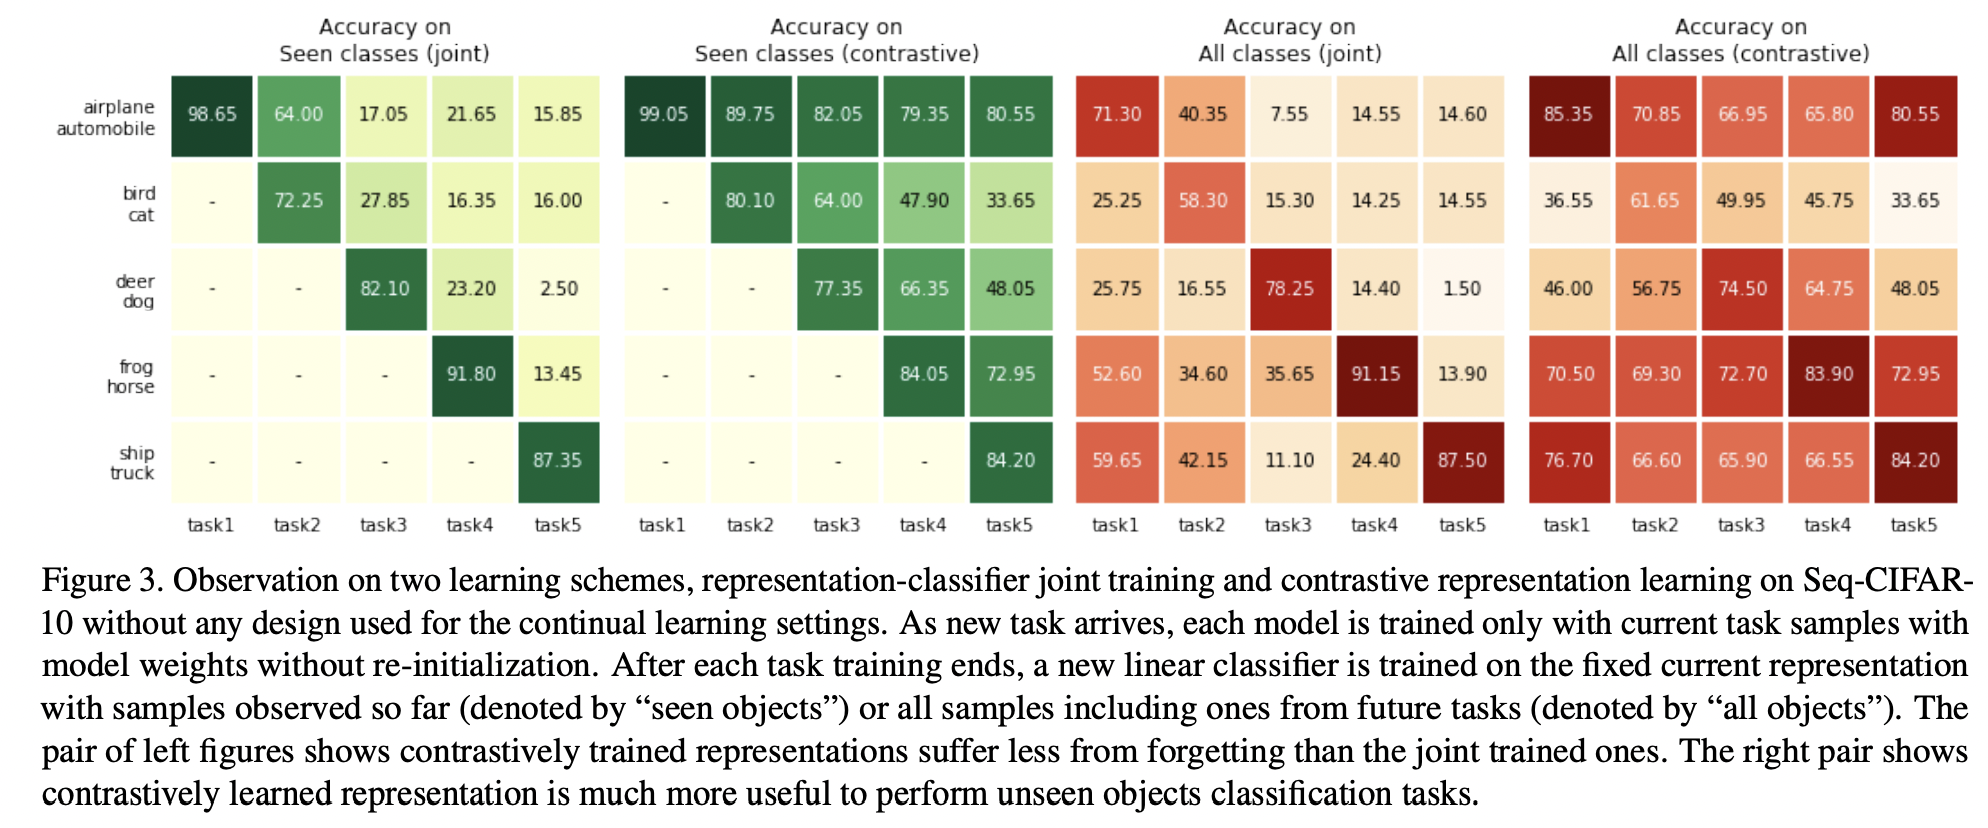 Accuracy on
Seen classes (joint)
Accuracy on
Seen classes (contrastive)
Accuracy on
All classes (joint)
Accuracy on
All classes (contrastive)
airplane
automobile
98.65 64.00 17.05 21.65 15.85 99.05 89.75 82.05 79.35 80.55 71.30 40.35 7.55 14.55 14.60 85.35 70.85 66.95 65.80 80.55
bird
cat
- 72.25 27.85 16.35 16.00 - 80.10 64.00 47.90 33.65 25.25 58.30 15.30 14.25 14.55 36.55 61.65 49.95 45.75 33.65
deer
dog
- - 82.10 23.20 2.50 - - 77.35 66.35 48.05 25.75 16.55 78.25 14.40 1.50 46.00 56.75 74.50 64.75 48.05
frog
horse
- - - 91.80 13.45 - - - 84.05 72.95 52.60 34.60 35.65 91.15 13.90 70.50 69.30 72.70 83.90 72.95
ship
truck
- - - - 87.35 - - - - 84.20 59.65 42.15 11.10 24.40 87.50 76.70 66.60 65.90 66.55 84.20
task1 task2 task3 task4 task5 task1 task2 task3 task4 task5 task1 task2 task3 task4 task5 task1 task2 task3 task4 task5
Figure 3. Observation on two learning schemes, representation-classifier joint training and contrastive representation learning on Seq-CIFAR-
10 without any design used for the continual learning settings. As new task arrives, each model is trained only with current task samples with
model weights without re-initialization. After each task training ends, a new linear classifier is trained on the fixed current representation
with samples observed so far (denoted by “seen objects”) or all samples including ones from future tasks (denoted by “all objects”). The
pair of left figures shows contrastively trained representations suffer less from forgetting than the joint trained ones. The right pair shows
contrastively learned representation is much more useful to perform unseen objects classification tasks.